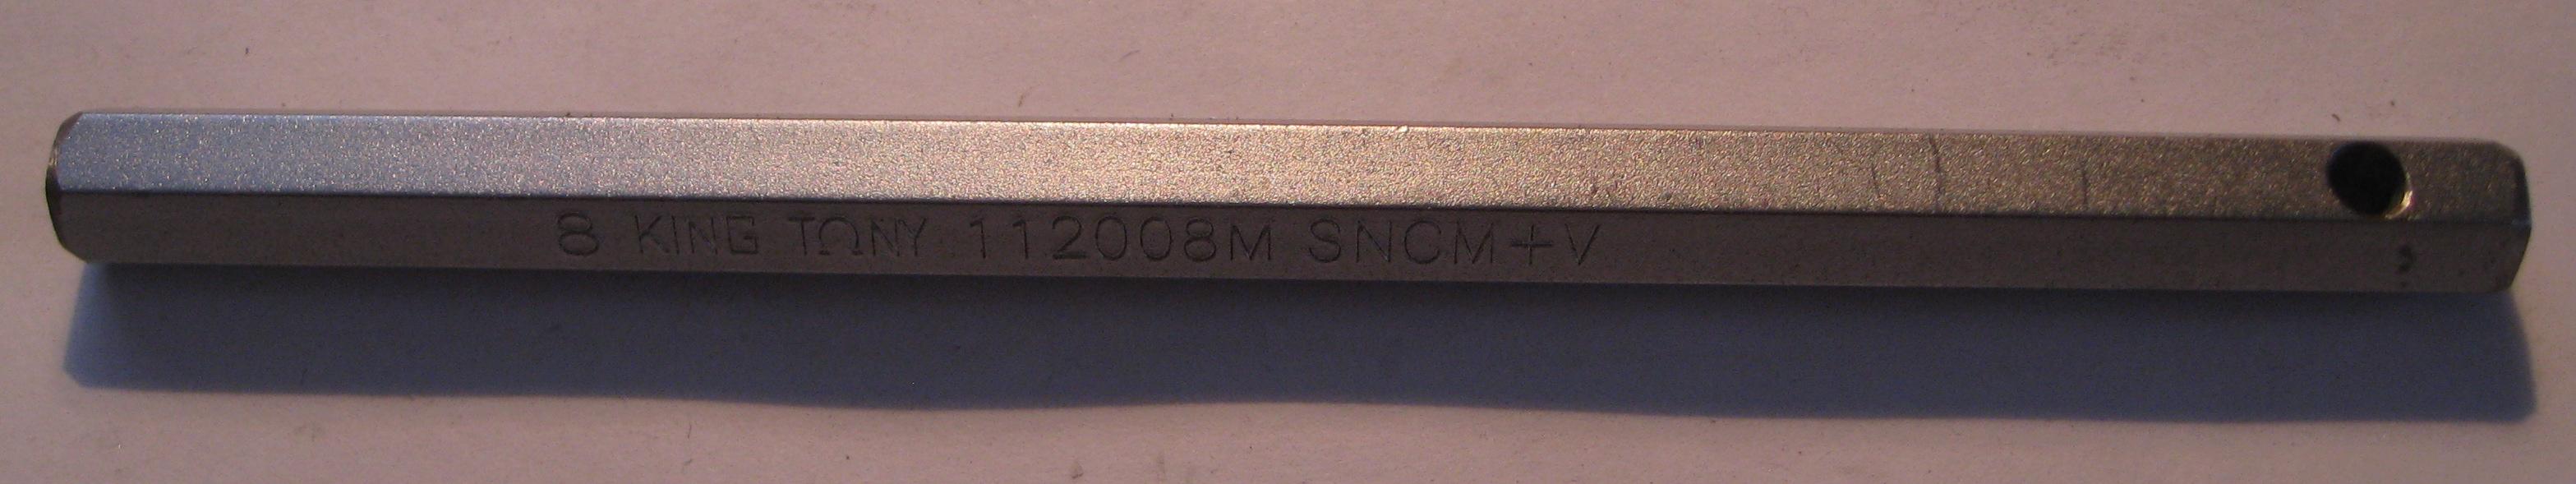 8 KING TONY 112008M SNCM+V